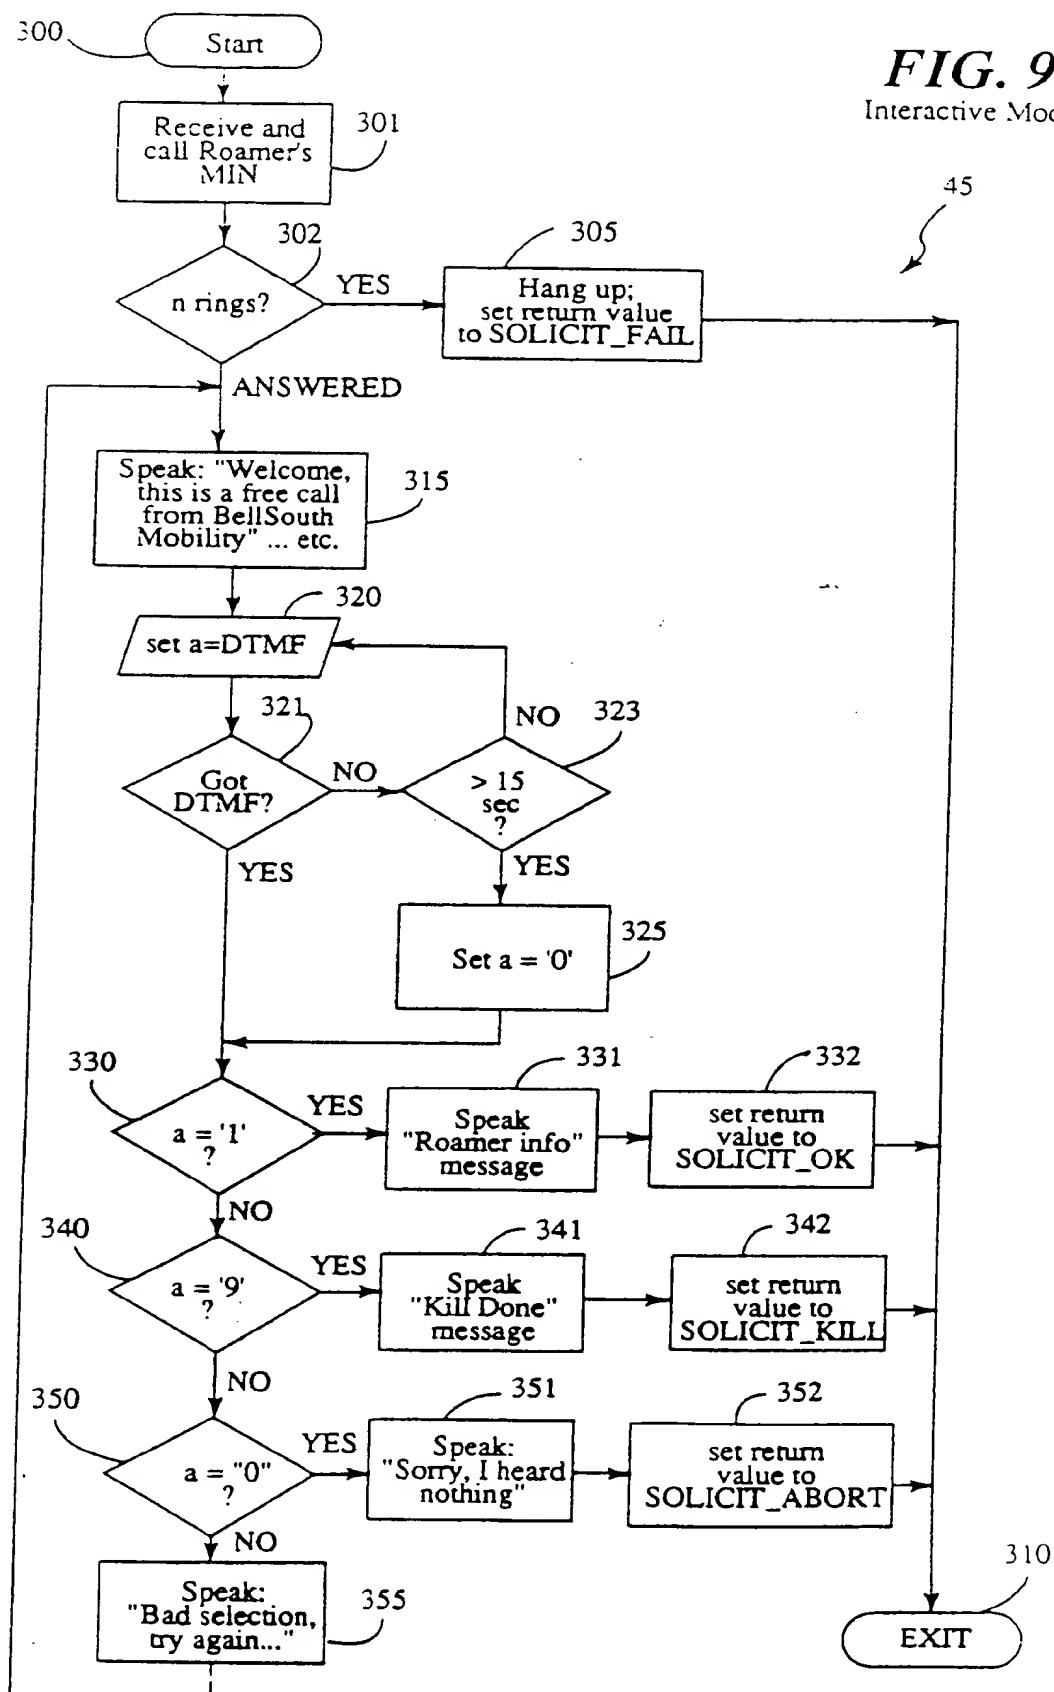 300
Start
FIG. 9
Interactive
Receive and
call Roamer's
MIN
301
45
302
n rings?
YES
305
Hang up;
set return value
to SOLICIT_FAIL
ANSWERED
Speak: "Welcome,
this is a free call
from BellSouth
Mobility" ... etc.
315
320
set a=DTMF
321
Got
DTMF?
NO
NO
323
> 15
sec
?
YES
YES
Set a = '0'
325
330
a = '1'
?
YES
331
Speak
"Roamer info"
message
332
set return
value to
SOLICIT_OK
NO
340
a = '9'
?
YES
341
Speak
"Kill Done"
message
342
set return
value to
SOLICIT_KILL
NO
350
a = "0"
?
YES
351
Speak:
"Sorry, I heard
nothing"
352
set return
value to
SOLICIT_ABORT
NO
Speak:
"Bad selection,
try again..."
355
310
EXIT